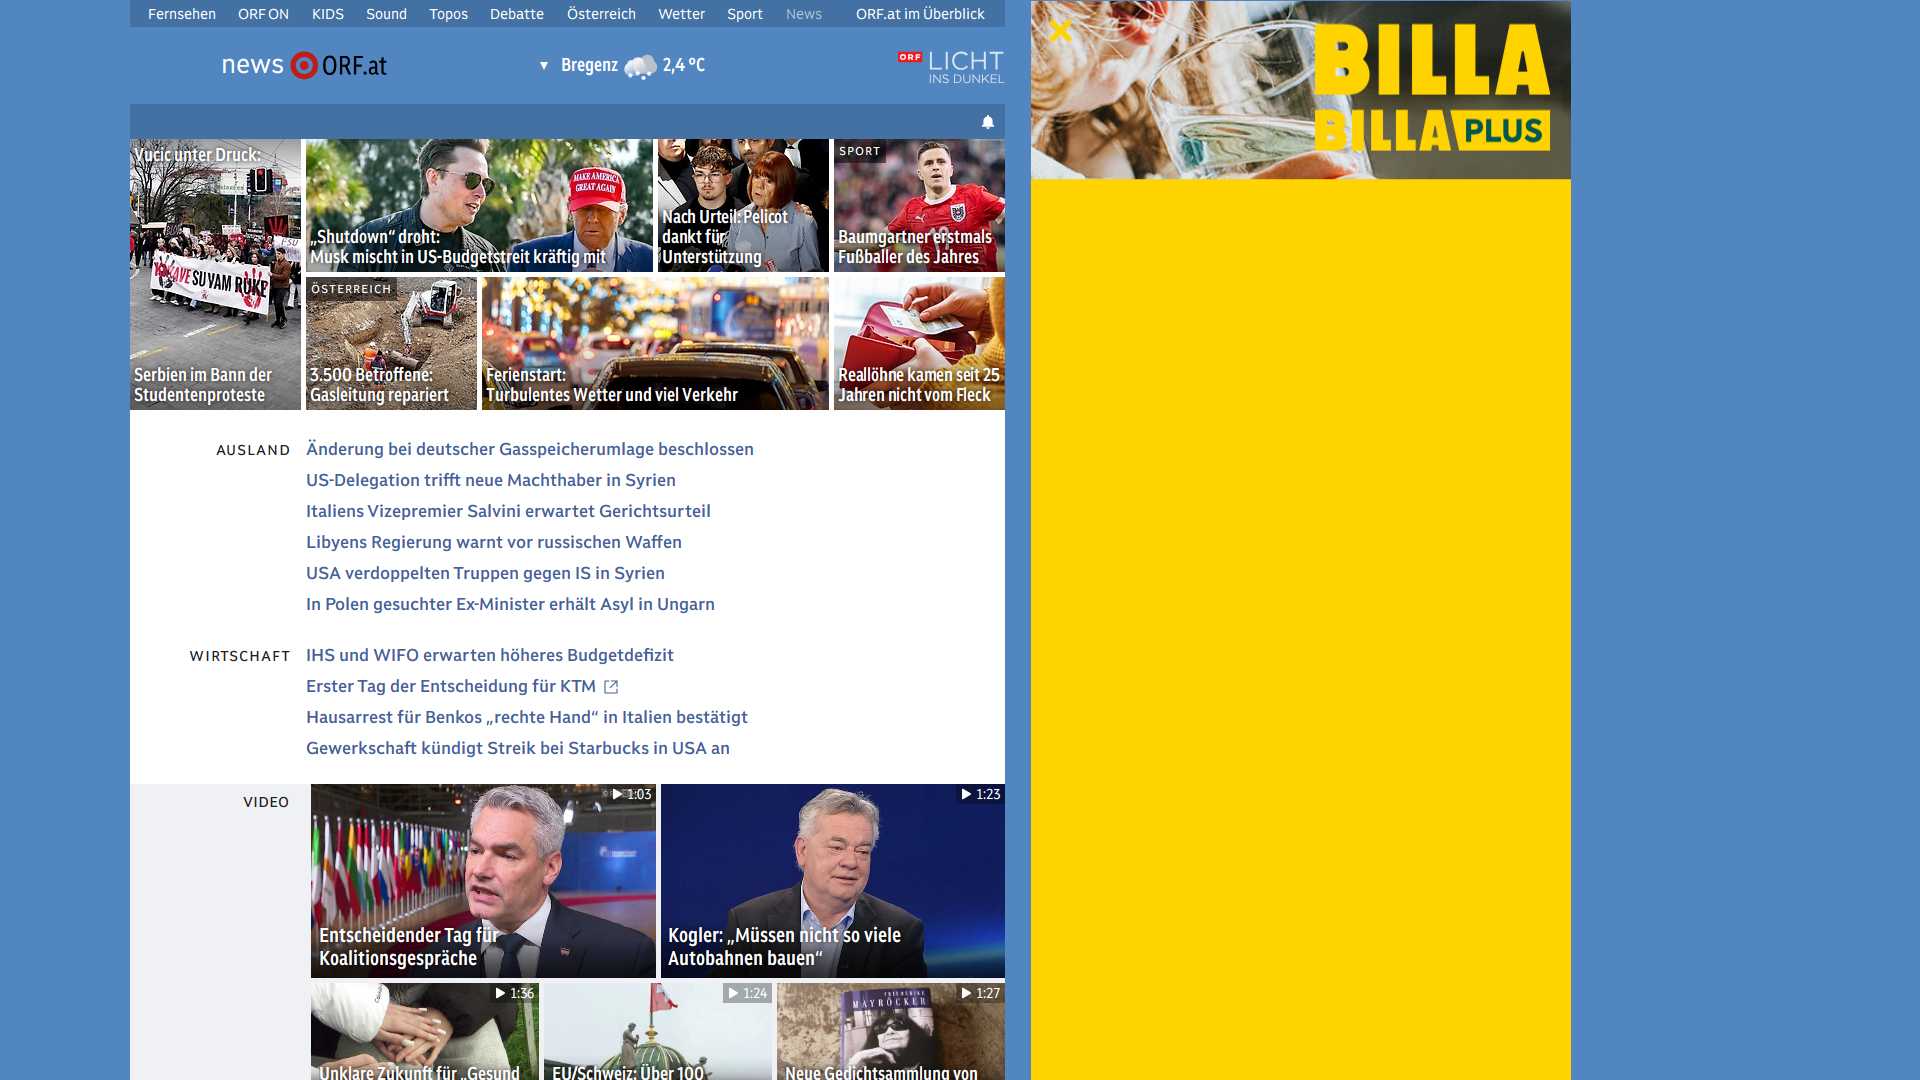 Fernsehen ORF ON KIDS Sound Topos Debatte Österreich Wetter Sport News ORF.at im Überblick
news ORF.at
Bregenz 2,4 °C
ORF LICHT
INS DUNKEL
BILLA
BILLA PLUS
Vucic unter Druck:
Serbien im Bann der
Studentenproteste
MAKE AMERICA
GREAT AGAIN
„Shutdown“ droht:
Musk mischt in US-Budgetstreit kräftig mit
Nach Urteil: Pelicot
dankt für
Unterstützung
SPORT
Baumgartner erstmals
Fußballer des Jahres
ÖSTERREICH
3.500 Betroffene:
Gasleitung repariert
Ferienstart:
Turbulentes Wetter und viel Verkehr
Reallöhne kamen seit 25
Jahren nicht vom Fleck
AUSLAND
Änderung bei deutscher Gasspeicherumlage beschlossen
US-Delegation trifft neue Machthaber in Syrien
Italiens Vizepremier Salvini erwartet Gerichtsurteil
Libyens Regierung warnt vor russischen Waffen
USA verdoppelten Truppen gegen IS in Syrien
In Polen gesuchter Ex-Minister erhält Asyl in Ungarn
WIRTSCHAFT
IHS und WIFO erwarten höheres Budgetdefizit
Erster Tag der Entscheidung für KTM
Hausarrest für Benkos „rechte Hand“ in Italien bestätigt
Gewerkschaft kündigt Streik bei Starbucks in USA an
VIDEO
1:03
Entscheidender Tag für
Koalitionsgespräche
1:23
Kogler: „Müssen nicht so viele
Autobahnen bauen“
1:36
Unklare Zukunft für „Gesund
1:24
EU/Schweiz: Über 100
1:27
MAYRÖCKER
Neue Gedichtsammlung von